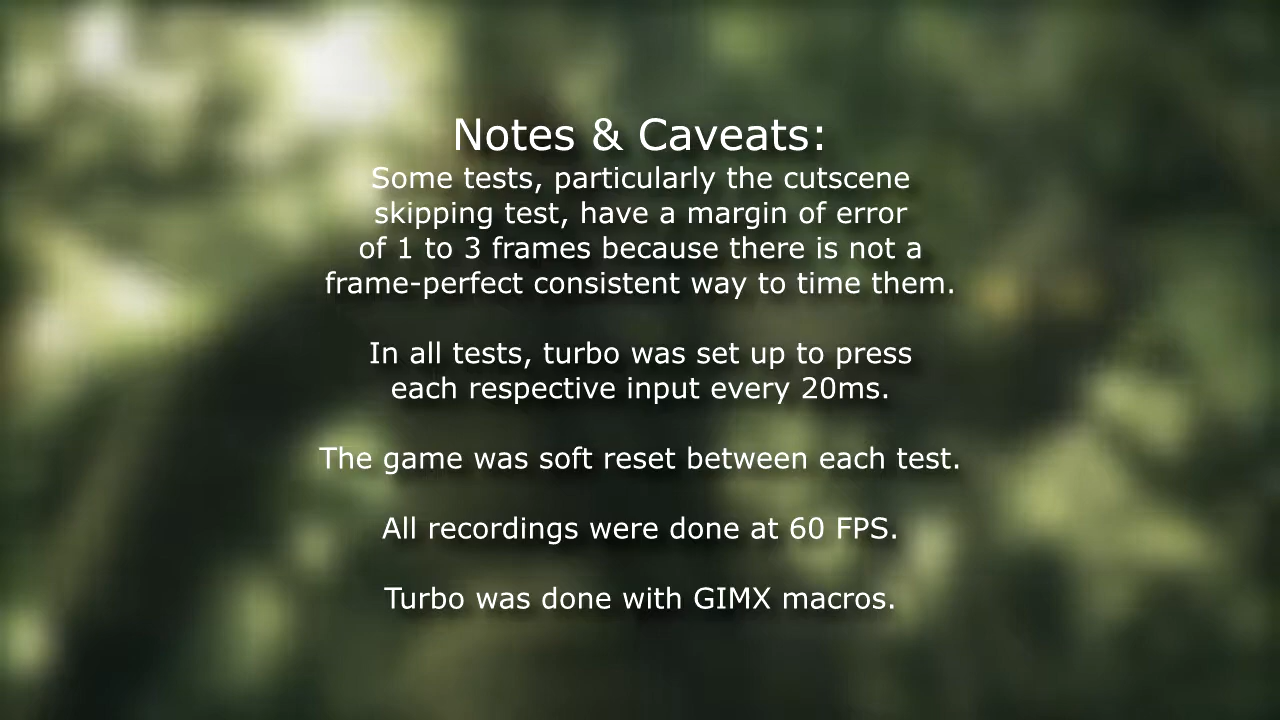 Notes & Caveats:
Some tests, particularly the cutscene
skipping test, have a margin of error
of 1 to 3 frames because there is not a
frame-perfect consistent way to time them.
In all tests, turbo was set up to press
each respective input every 20ms.
The game was soft reset between each test.
All recordings were done at 60 FPS.
Turbo was done with GIMX macros.